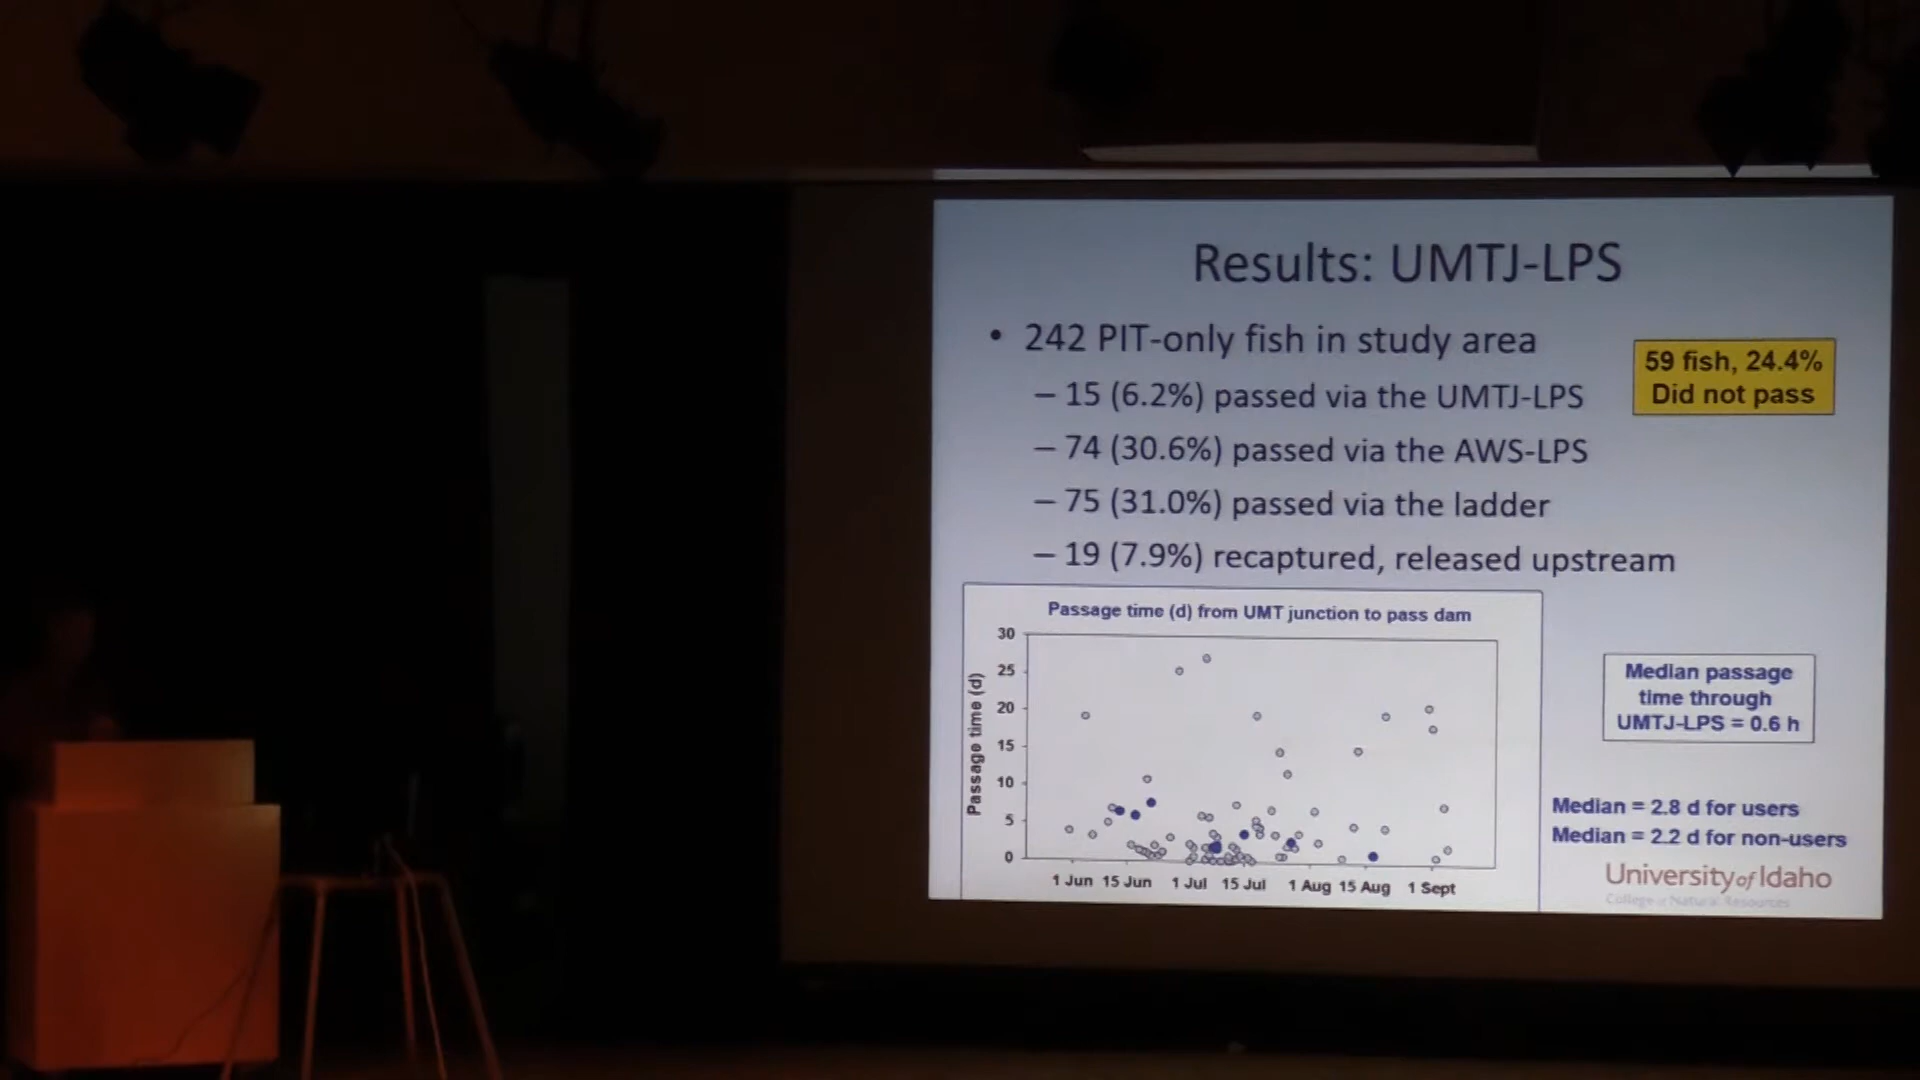 Results: UMTJ-LPS
• 242 PIT-only fish in study area
– 15 (6.2%) passed via the UMTJ-LPS
– 74 (30.6%) passed via the AWS-LPS
– 75 (31.0%) passed via the ladder
– 19 (7.9%) recaptured, released upstream
59 fish, 24.4%
Did not pass
Passage time (d) from UMT junction to pass dam
Passage time (d)
30
25
20
15
10
5
0
1 Jun 15 Jun 1 Jul 15 Jul 1 Aug 15 Aug 1 Sept
Median passage
time through
UMTJ-LPS = 0.6 h
Median = 2.8 d for users
Median = 2.2 d for non-users
University of Idaho
College of Natural Resources